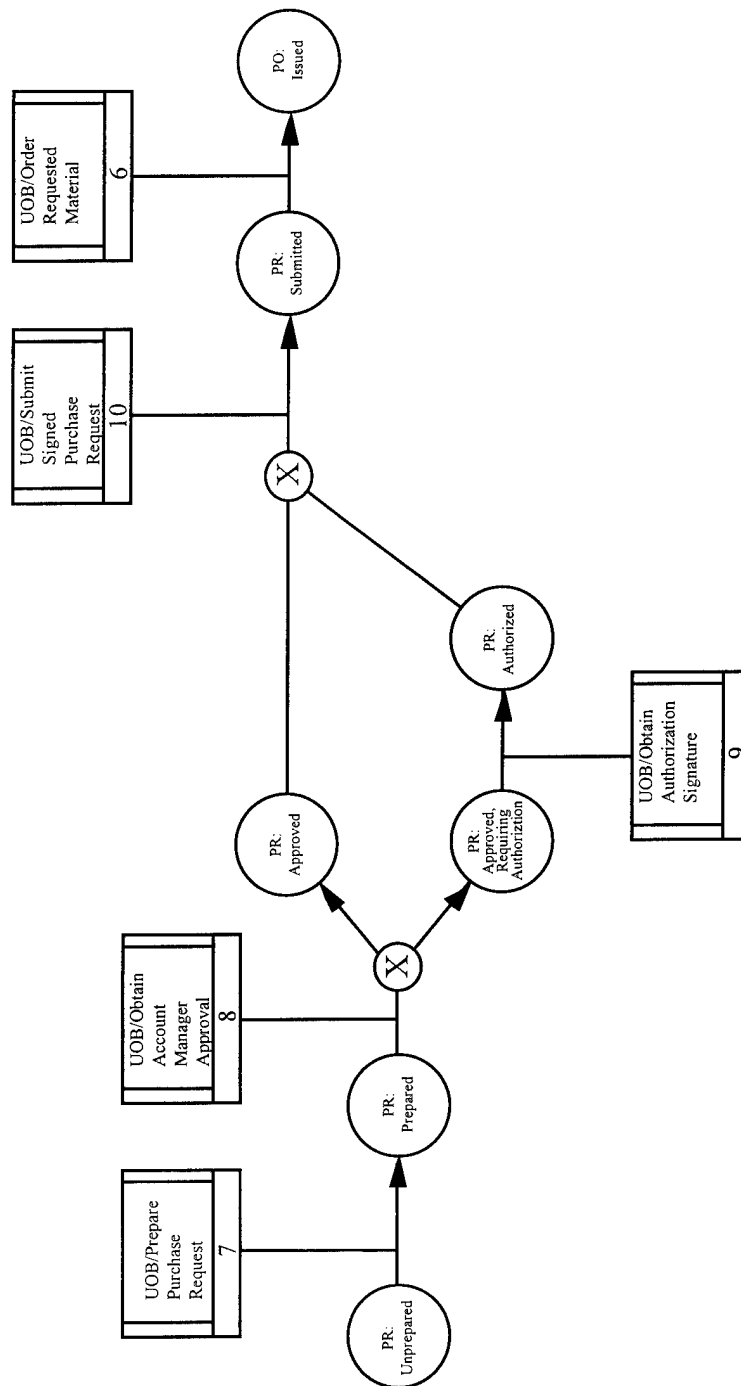 UOB/Order
Requested
Material
6
PO:
Issued
UOB/Submit
Signed
Purchase
Request
10
PR:
Submitted
X
PR:
Authorized
UOB/Obtain
Authorization
Signature
9
PR:
Approved
PR:
Approved,
Requiring
Authoriztion
X
UOB/Obtain
Account
Manager
Approval
8
PR:
Prepared
UOB/Prepare
Purchase
Request
7
PR:
Unprepared